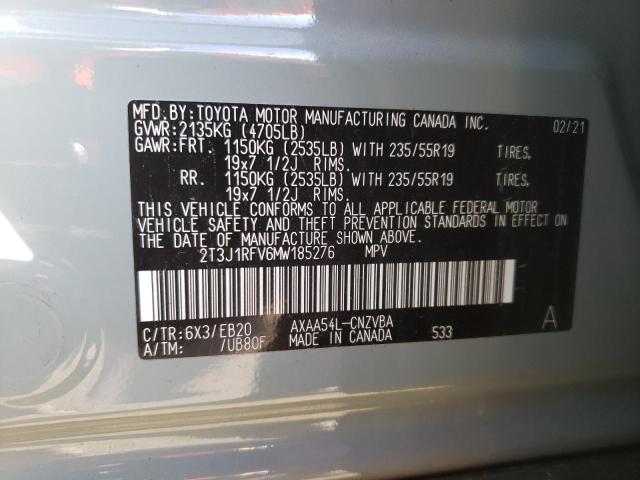 MFD.BY:TOYOTA MOTOR MANUFACTURING CANADA INC. 02/21
GVWR:2135KG (4705LB)
GAWR:FRT. 1150KG (2535LB) WITH 235/55R19 TIRES,
19x7 1/2J RIMS.
RR. 1150KG (2535LB) WITH 235/55R19 TIRES,
19x7 1/2J RIMS.
THIS VEHICLE CONFORMS TO ALL APPLICABLE FEDERAL MOTOR
VEHICLE SAFETY AND THEFT PREVENTION STANDARDS IN EFFECT ON
THE DATE OF MANUFACTURE SHOWN ABOVE.
2T3J1RFV6MW185276 MPV
C/TR:6X3/EB20 AXAA54L-CNZVBA A
A/TM: /UB80F MADE IN CANADA 533